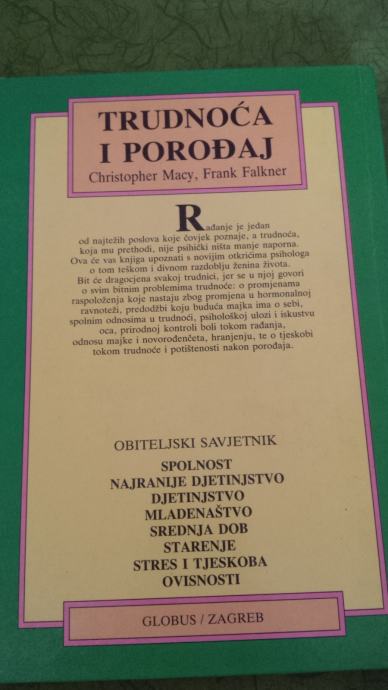 TRUDNOĆA
I POROĐAJ
Christopher Macy, Frank Falkner
Rađanje je jedan
od najtežih poslova koje čovjek poznaje, a trudnoća,
koja mu prethodi, nije psihički ništa manje naporna.
Ova će vas knjiga upoznati s novijim otkrićima psihologa
o tom teškom i divnom razdoblju ženina života.
Bit će dragocjena svakoj trudnici, jer se u njoj govori
o svim bitnim problemima trudnoće: o promjenama
raspoloženja koje nastaju zbog promjena u hormonalnoj
ravnoteži, predodžbi koju buduća majka ima o sebi,
spolnim odnosima u trudnoći, psihološkoj ulozi i iskustvu
oca, prirodnoj kontroli boli tokom rađanja,
odnosu majke i novorođenčeta, hranjenju, te o tjeskobi
tokom trudnoće i potištenosti nakon porođaja.
OBITELJSKI SAVJETNIK
SPOLNOST
NAJRANIJE DJETINJSTVO
DJETINJSTVO
MLADENAŠTVO
SREDNJA DOB
STARENJE
STRES I TJESKOBA
OVISNOSTI
GLOBUS / ZAGREB